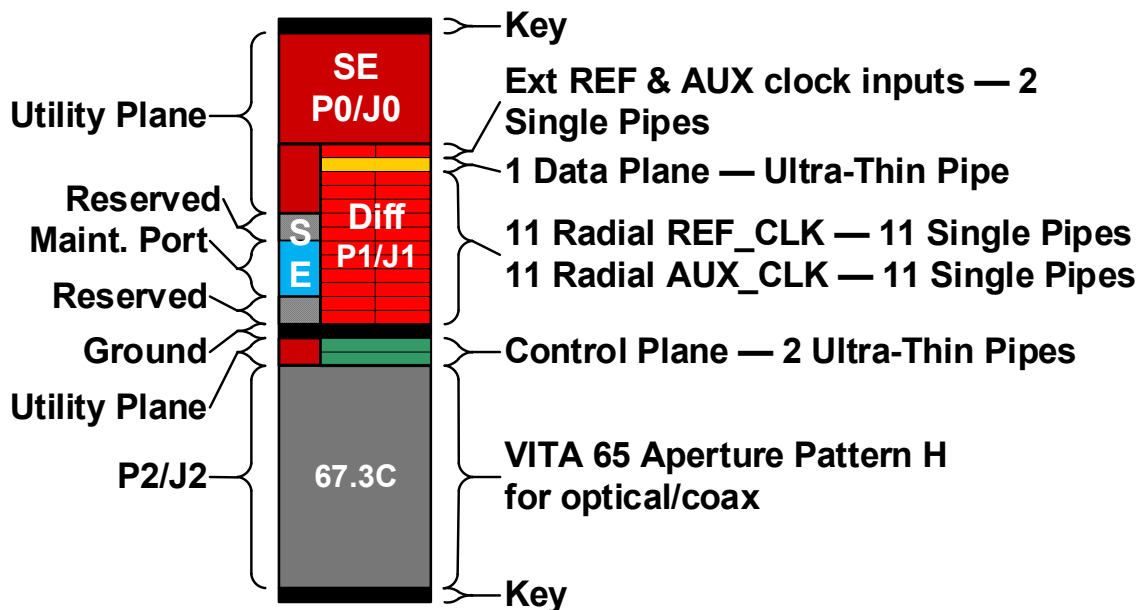 Key
SE
P0/J0
Utility Plane
Ext REF & AUX clock inputs — 2
Single Pipes
1 Data Plane — Ultra-Thin Pipe
Reserved
Maint. Port
Reserved
Ground
Utility Plane
S
E
Diff
P1/J1
11 Radial REF_CLK — 11 Single Pipes
11 Radial AUX_CLK — 11 Single Pipes
Control Plane — 2 Ultra-Thin Pipes
P2/J2
67.3C
VITA 65 Aperture Pattern H
for optical/coax
Key